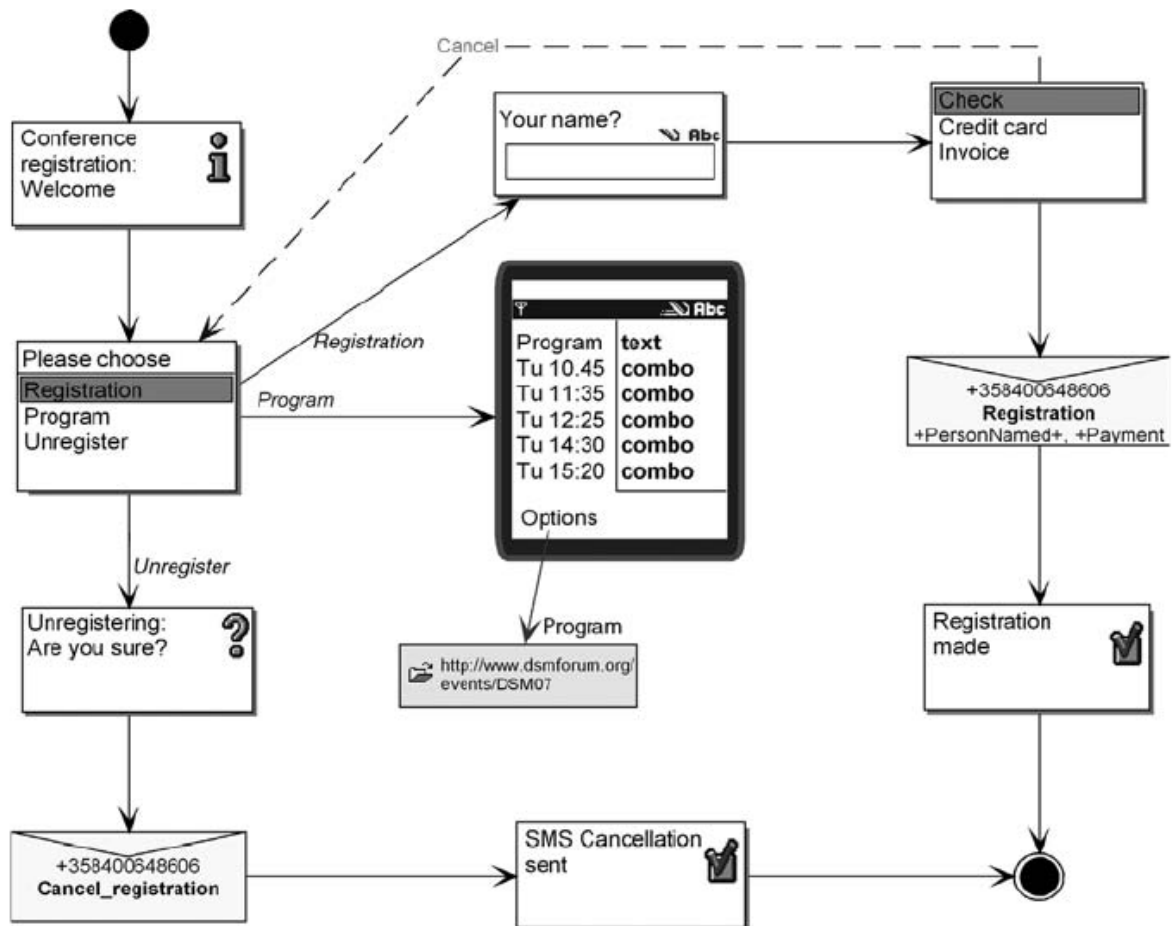 Cancel
Conference
registration:
Welcome
Your name?
Abc
Check
Credit card
Invoice
Please choose
Registration
Program
Unregister
Registration
Program
Abc
Program text
Tu 10.45 combo
Tu 11:35 combo
Tu 12:25 combo
Tu 14:30 combo
Tu 15:20 combo
Options
+358400648606
Registration
+PersonNamed+, +Payment
Unregister
Unregistering:
Are you sure?
Program
http://www.dsmforum.org/
events/DSM07
Registration
made
+358400648606
Cancel_registration
SMS Cancellation
sent